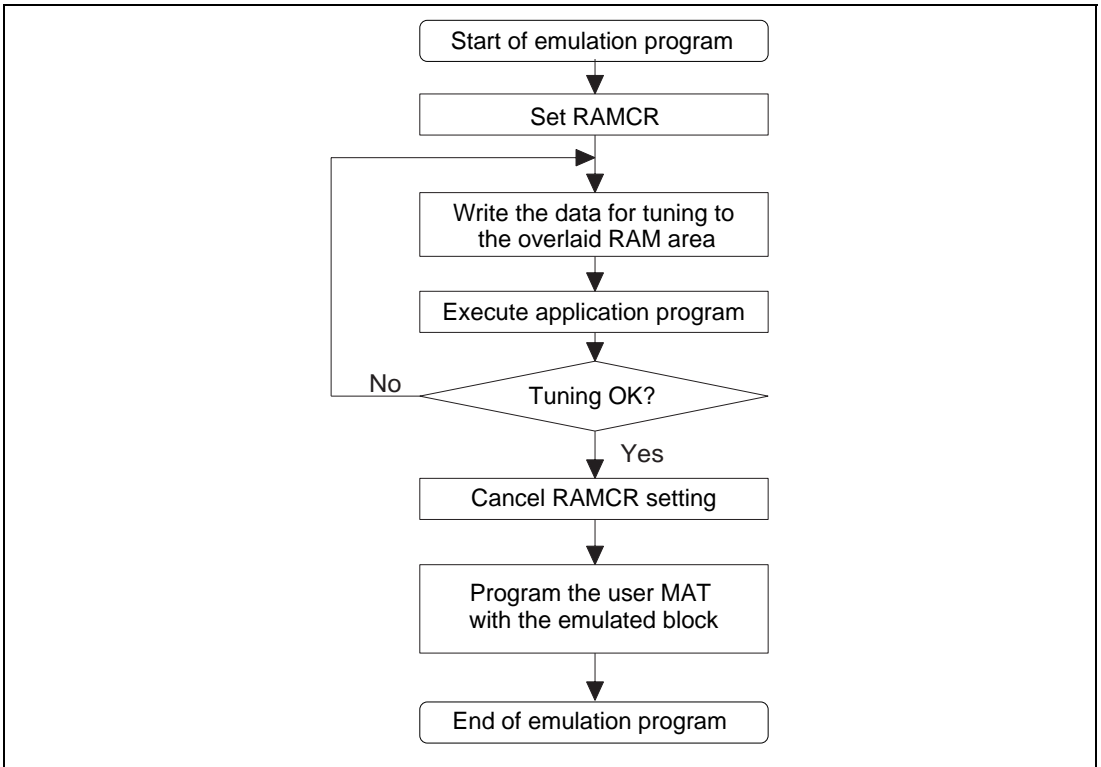 Start of emulation program
Set RAMCR
Write the data for tuning to
the overlaid RAM area
Execute application program
No
Tuning OK?
Yes
Cancel RAMCR setting
Program the user MAT
with the emulated block
End of emulation program